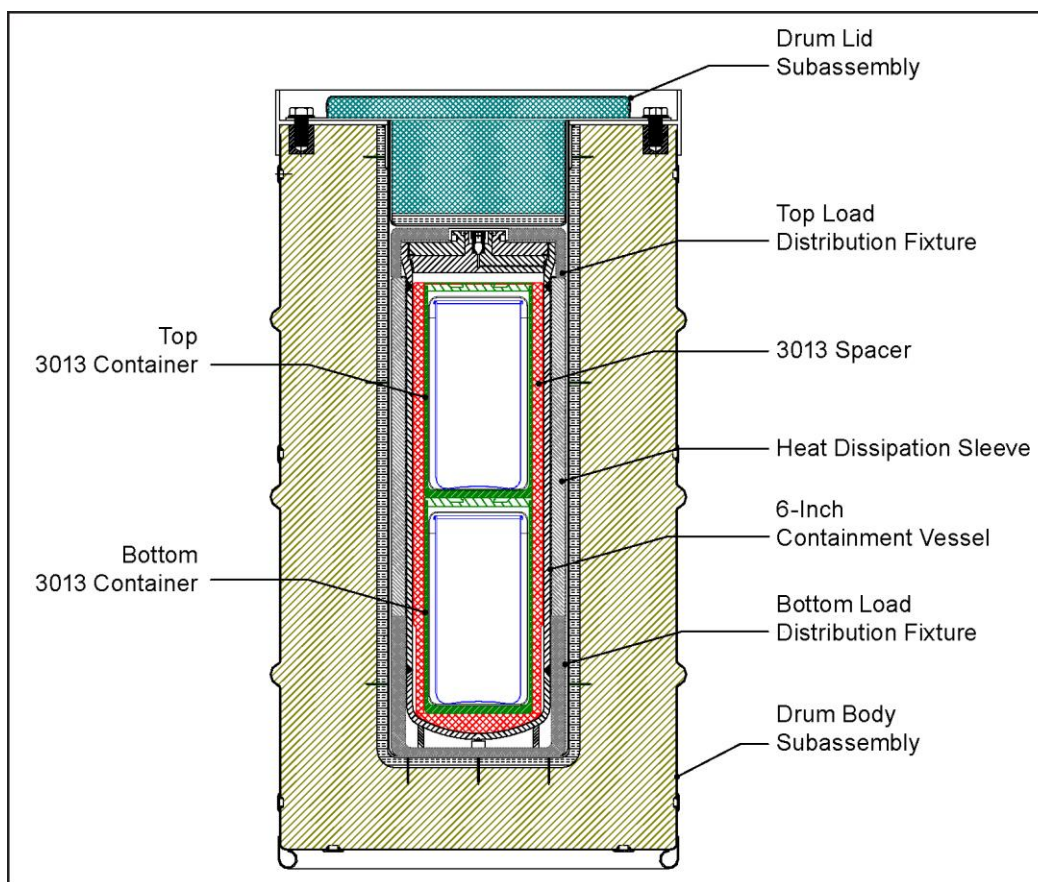 Drum Lid
Subassembly
Top Load
Distribution Fixture
Top
3013 Container
3013 Spacer
Heat Dissipation Sleeve
6-Inch
Containment Vessel
Bottom
3013 Container
Bottom Load
Distribution Fixture
Drum Body
Subassembly